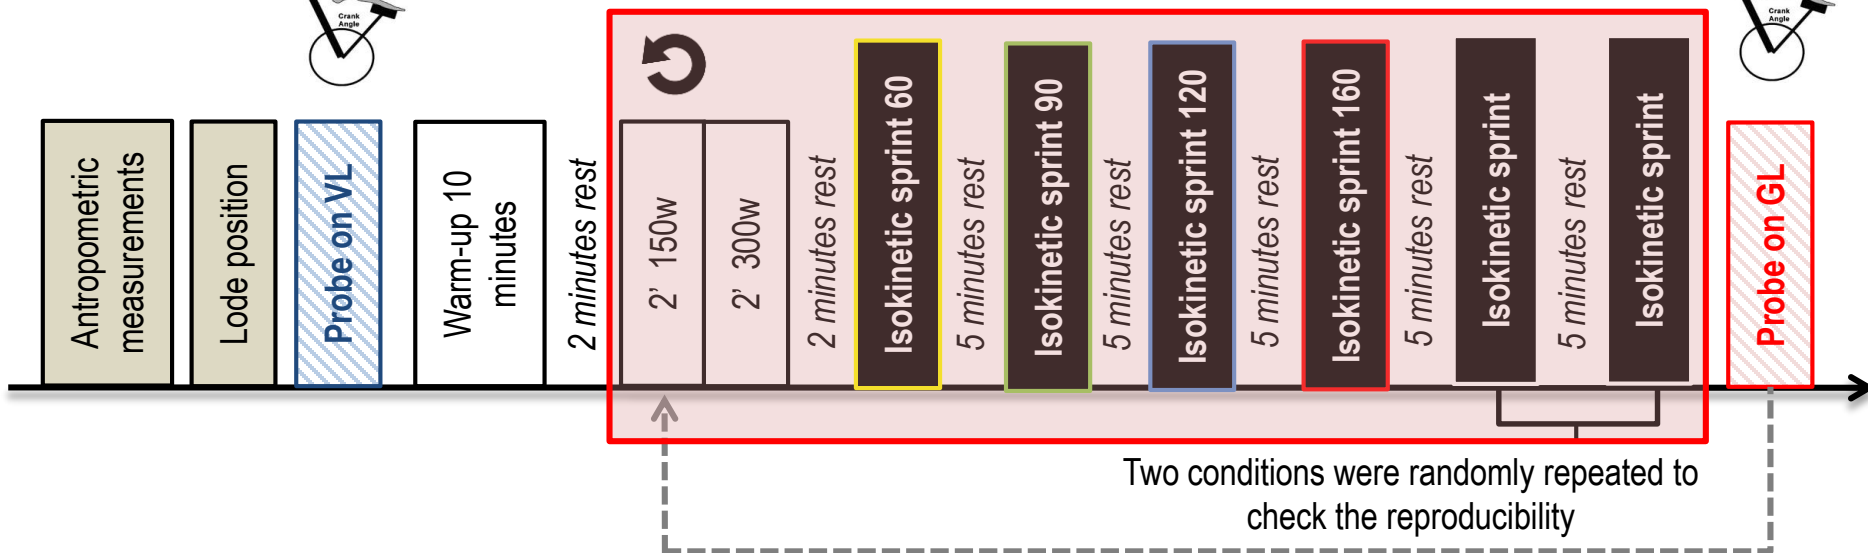 Crank
Angle
Crank
Angle
Antropometric
measurements
Lode position
Probe on VL
Warm-up 10
minutes
2 minutes rest
2’ 150w
2’ 300w
2 minutes rest
Isokinetic sprint 60
5 minutes rest
Isokinetic sprint 90
5 minutes rest
Isokinetic sprint 120
5 minutes rest
Isokinetic sprint 160
5 minutes rest
Isokinetic sprint
5 minutes rest
Isokinetic sprint
Probe on GL
Two conditions were randomly repeated to
check the reproducibility